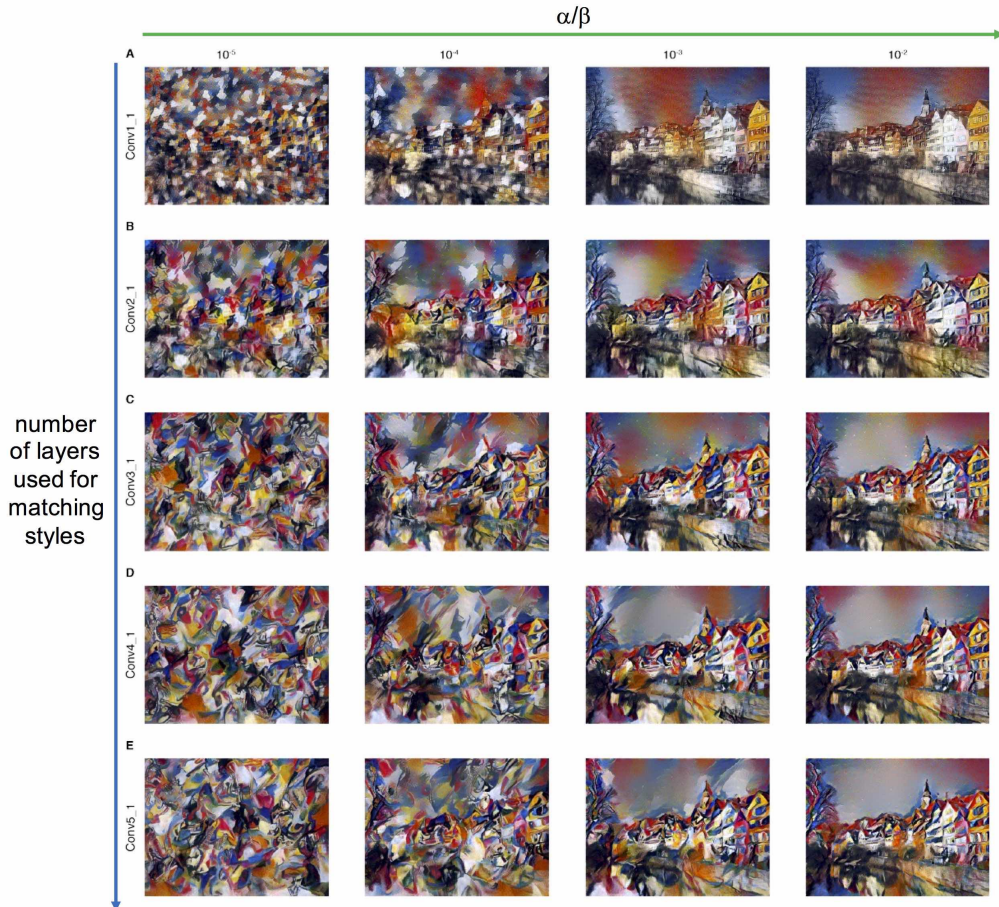 α/β
A
10⁻⁵
10⁻⁴
10⁻³
10⁻²
Conv1_1
B
Conv2_1
C
Conv3_1
number
of layers
used for
matching
styles
D
Conv4_1
E
Conv5_1